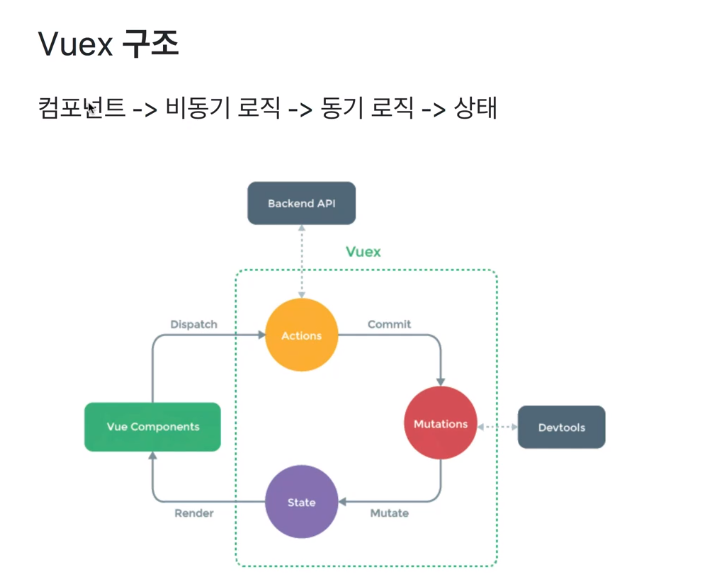 Vuex 구조
컴포넌트 -> 비동기 로직 -> 동기 로직 -> 상태
Backend API
Vuex
Dispatch
Commit
Actions
Vue Components
Mutations
Devtools
State
Render
Mutate